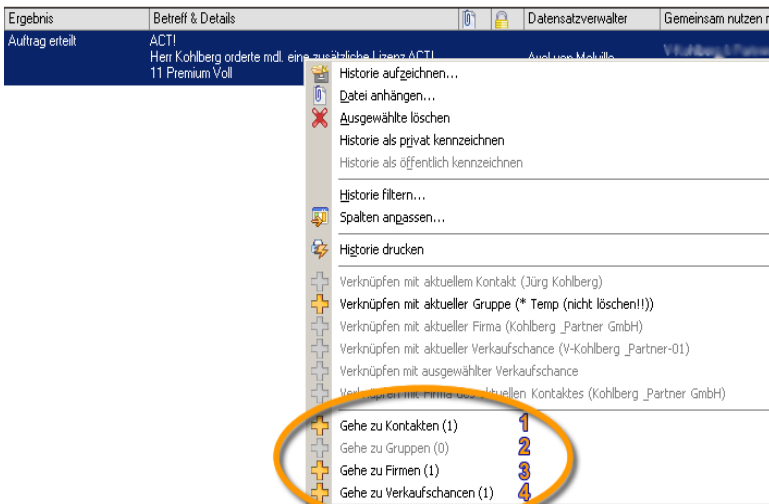 Ergebnis Betreff & Details Datensatzverwalter Gemeinsam nutzen
Auftrag erteilt ACT!
Herr Kohlberg orderte mdl. eine zusätzliche Lizenz ACT!
11 Premium Voll Axel von Melville
Historie aufzeichnen...
Datei anhängen...
Ausgewählte löschen
Historie als privat kennzeichnen
Historie als öffentlich kennzeichnen
Historie filtern...
Spalten anpassen...
Historie drucken
Verknüpfen mit aktuellem Kontakt (Jürg Kohlberg)
Verknüpfen mit aktueller Gruppe (* Temp (nicht löschen!!))
Verknüpfen mit aktueller Firma (Kohlberg _Partner GmbH)
Verknüpfen mit aktueller Verkaufschance (V-Kohlberg _Partner-01)
Verknüpfen mit ausgewählter Verkaufschance
Verknüpfen mit Firma des aktuellen Kontaktes (Kohlberg _Partner GmbH)
Gehe zu Kontakten (1) 1
Gehe zu Gruppen (0) 2
Gehe zu Firmen (1) 3
Gehe zu Verkaufschancen (1) 4